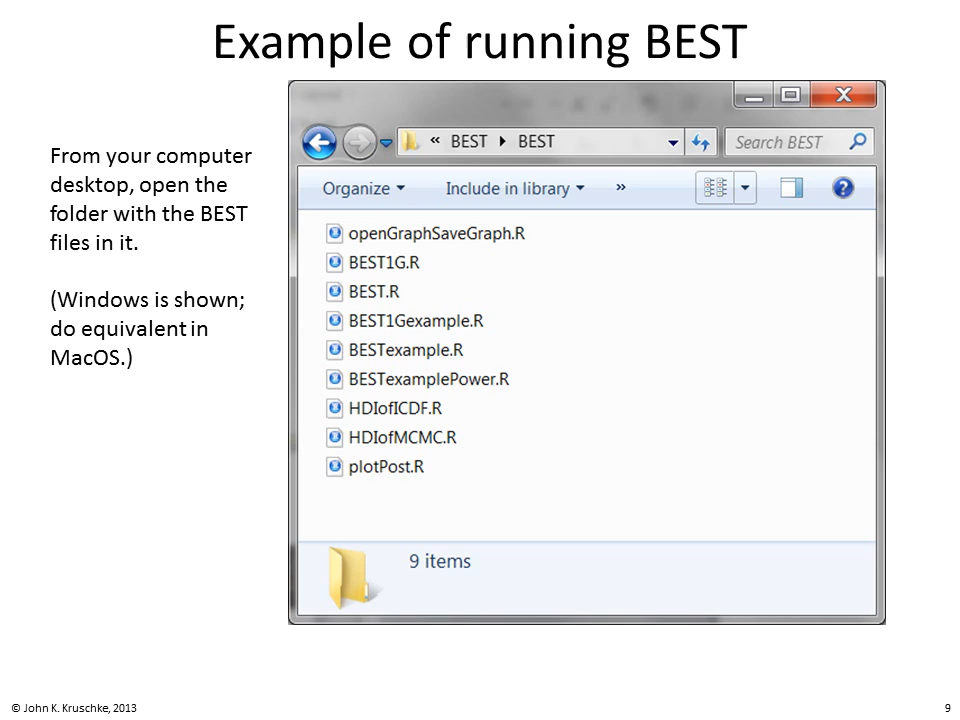 Example of running BEST
From your computer
desktop, open the
folder with the BEST
files in it.
(Windows is shown;
do equivalent in
MacOS.)
« BEST BEST
Search BEST
Organize
Include in library
»
openGraphSaveGraph.R
BEST1G.R
BEST.R
BEST1Gexample.R
BESTexample.R
BESTexamplePower.R
HDIofICDF.R
HDIofMCMC.R
plotPost.R
9 items
© John K. Kruschke, 2013
9